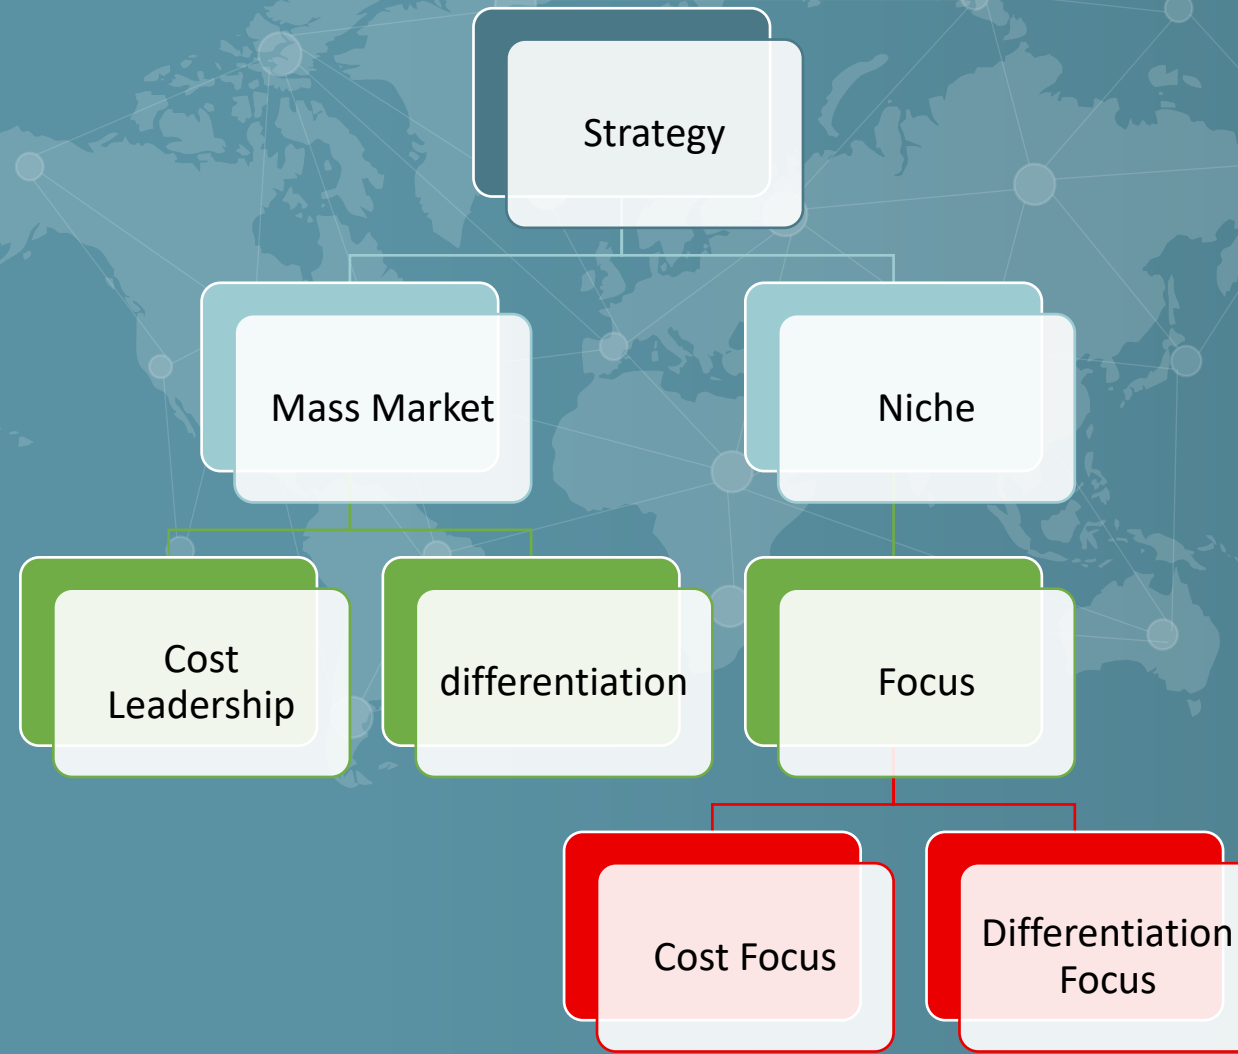 Strategy
Mass Market
Niche
Cost
Leadership
differentiation
Focus
Cost Focus
Differentiation
Focus